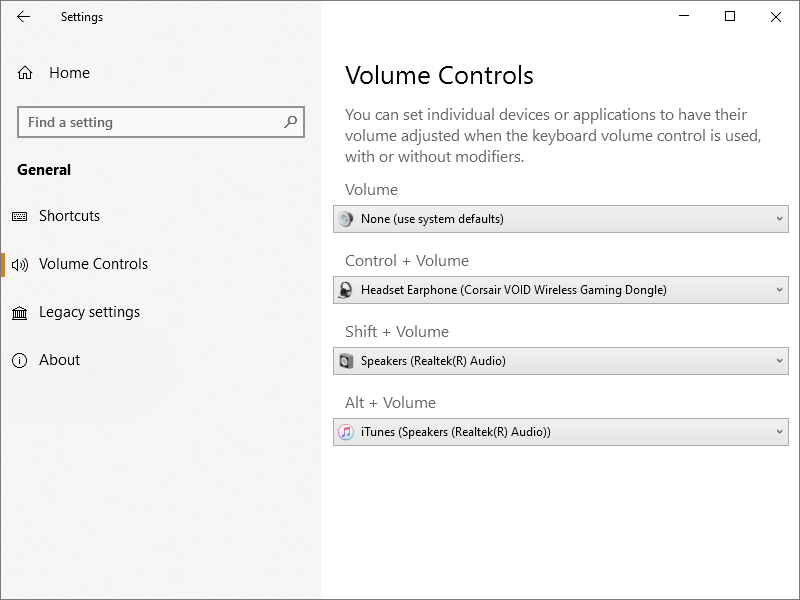 Settings
Home
Find a setting
General
Shortcuts
Volume Controls
Legacy settings
About
Volume Controls
You can set individual devices or applications to have their
volume adjusted when the keyboard volume control is used,
with or without modifiers.
Volume
None (use system defaults)
Control + Volume
Headset Earphone (Corsair VOID Wireless Gaming Dongle)
Shift + Volume
Speakers (Realtek(R) Audio)
Alt + Volume
iTunes (Speakers (Realtek(R) Audio))